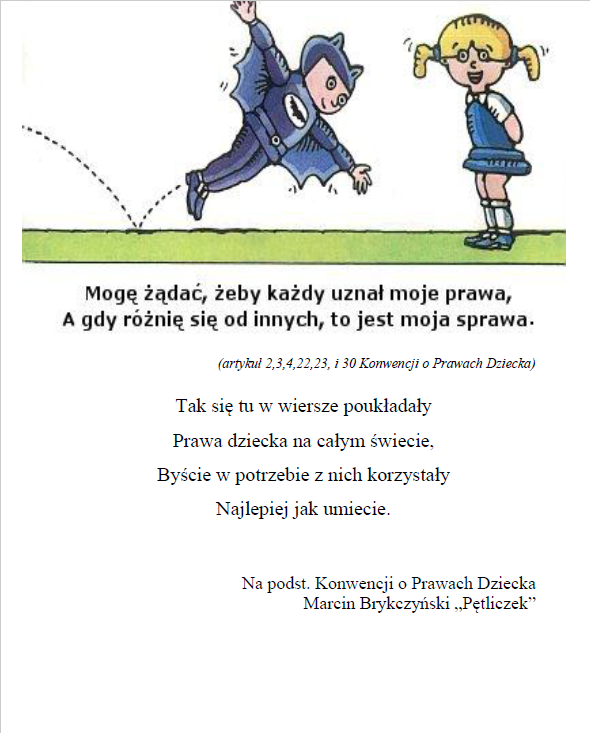 Mogę żądać, żeby każdy uznał moje prawa,
A gdy różnię się od innych, to jest moja sprawa.
(artykuł 2,3,4,22,23, i 30 Konwencji o Prawach Dziecka)
Tak się tu w wiersze poukładały
Prawa dziecka na całym świecie,
Byście w potrzebie z nich korzystały
Najlepiej jak umiecie.
Na podst. Konwencji o Prawach Dziecka
Marcin Brykczyński „Pętliczek”